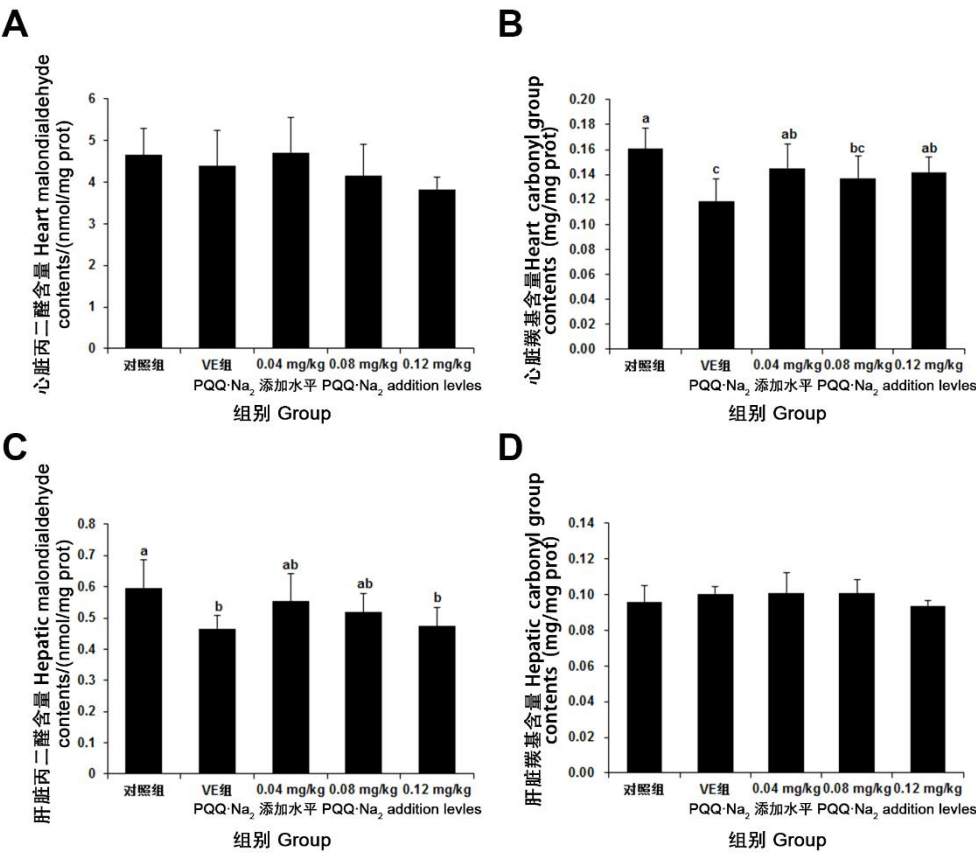 A
心脏丙二醛含量 Heart malondialdehyde
contents/(nmol/mg prot)
6
5
4
3
2
1
0
对照组 VE组 0.04 mg/kg 0.08 mg/kg 0.12 mg/kg
PQQ·Na2 添加水平 PQQ·Na2 addition levles
组别 Group
B
心脏羰基含量Heart carbonyl group
contents (mg/mg prot)
0.20
0.18
0.16
0.14
0.12
0.10
0.08
0.06
0.04
0.02
0.00
a c ab bc ab
对照组 VE组 0.04 mg/kg 0.08 mg/kg 0.12 mg/kg
PQQ·Na2 添加水平 PQQ·Na2 addition levles
组别 Group
C
肝脏丙二醛含量 Hepatic malondialdehyde
contents/(nmol/mg prot)
0.8
0.7
0.6
0.5
0.4
0.3
0.2
0.1
0
a b ab ab b
对照组 VE组 0.04 mg/kg 0.08 mg/kg 0.12 mg/kg
PQQ·Na2 添加水平 PQQ·Na2 addition levles
组别 Group
D
肝脏羰基含量 Hepatic carbonyl group
contents (mg/mg prot)
0.14
0.12
0.10
0.08
0.06
0.04
0.02
0.00
对照组 VE组 0.04 mg/kg 0.08 mg/kg 0.12 mg/kg
PQQ·Na2 添加水平 PQQ·Na2 addition levles
组别 Group